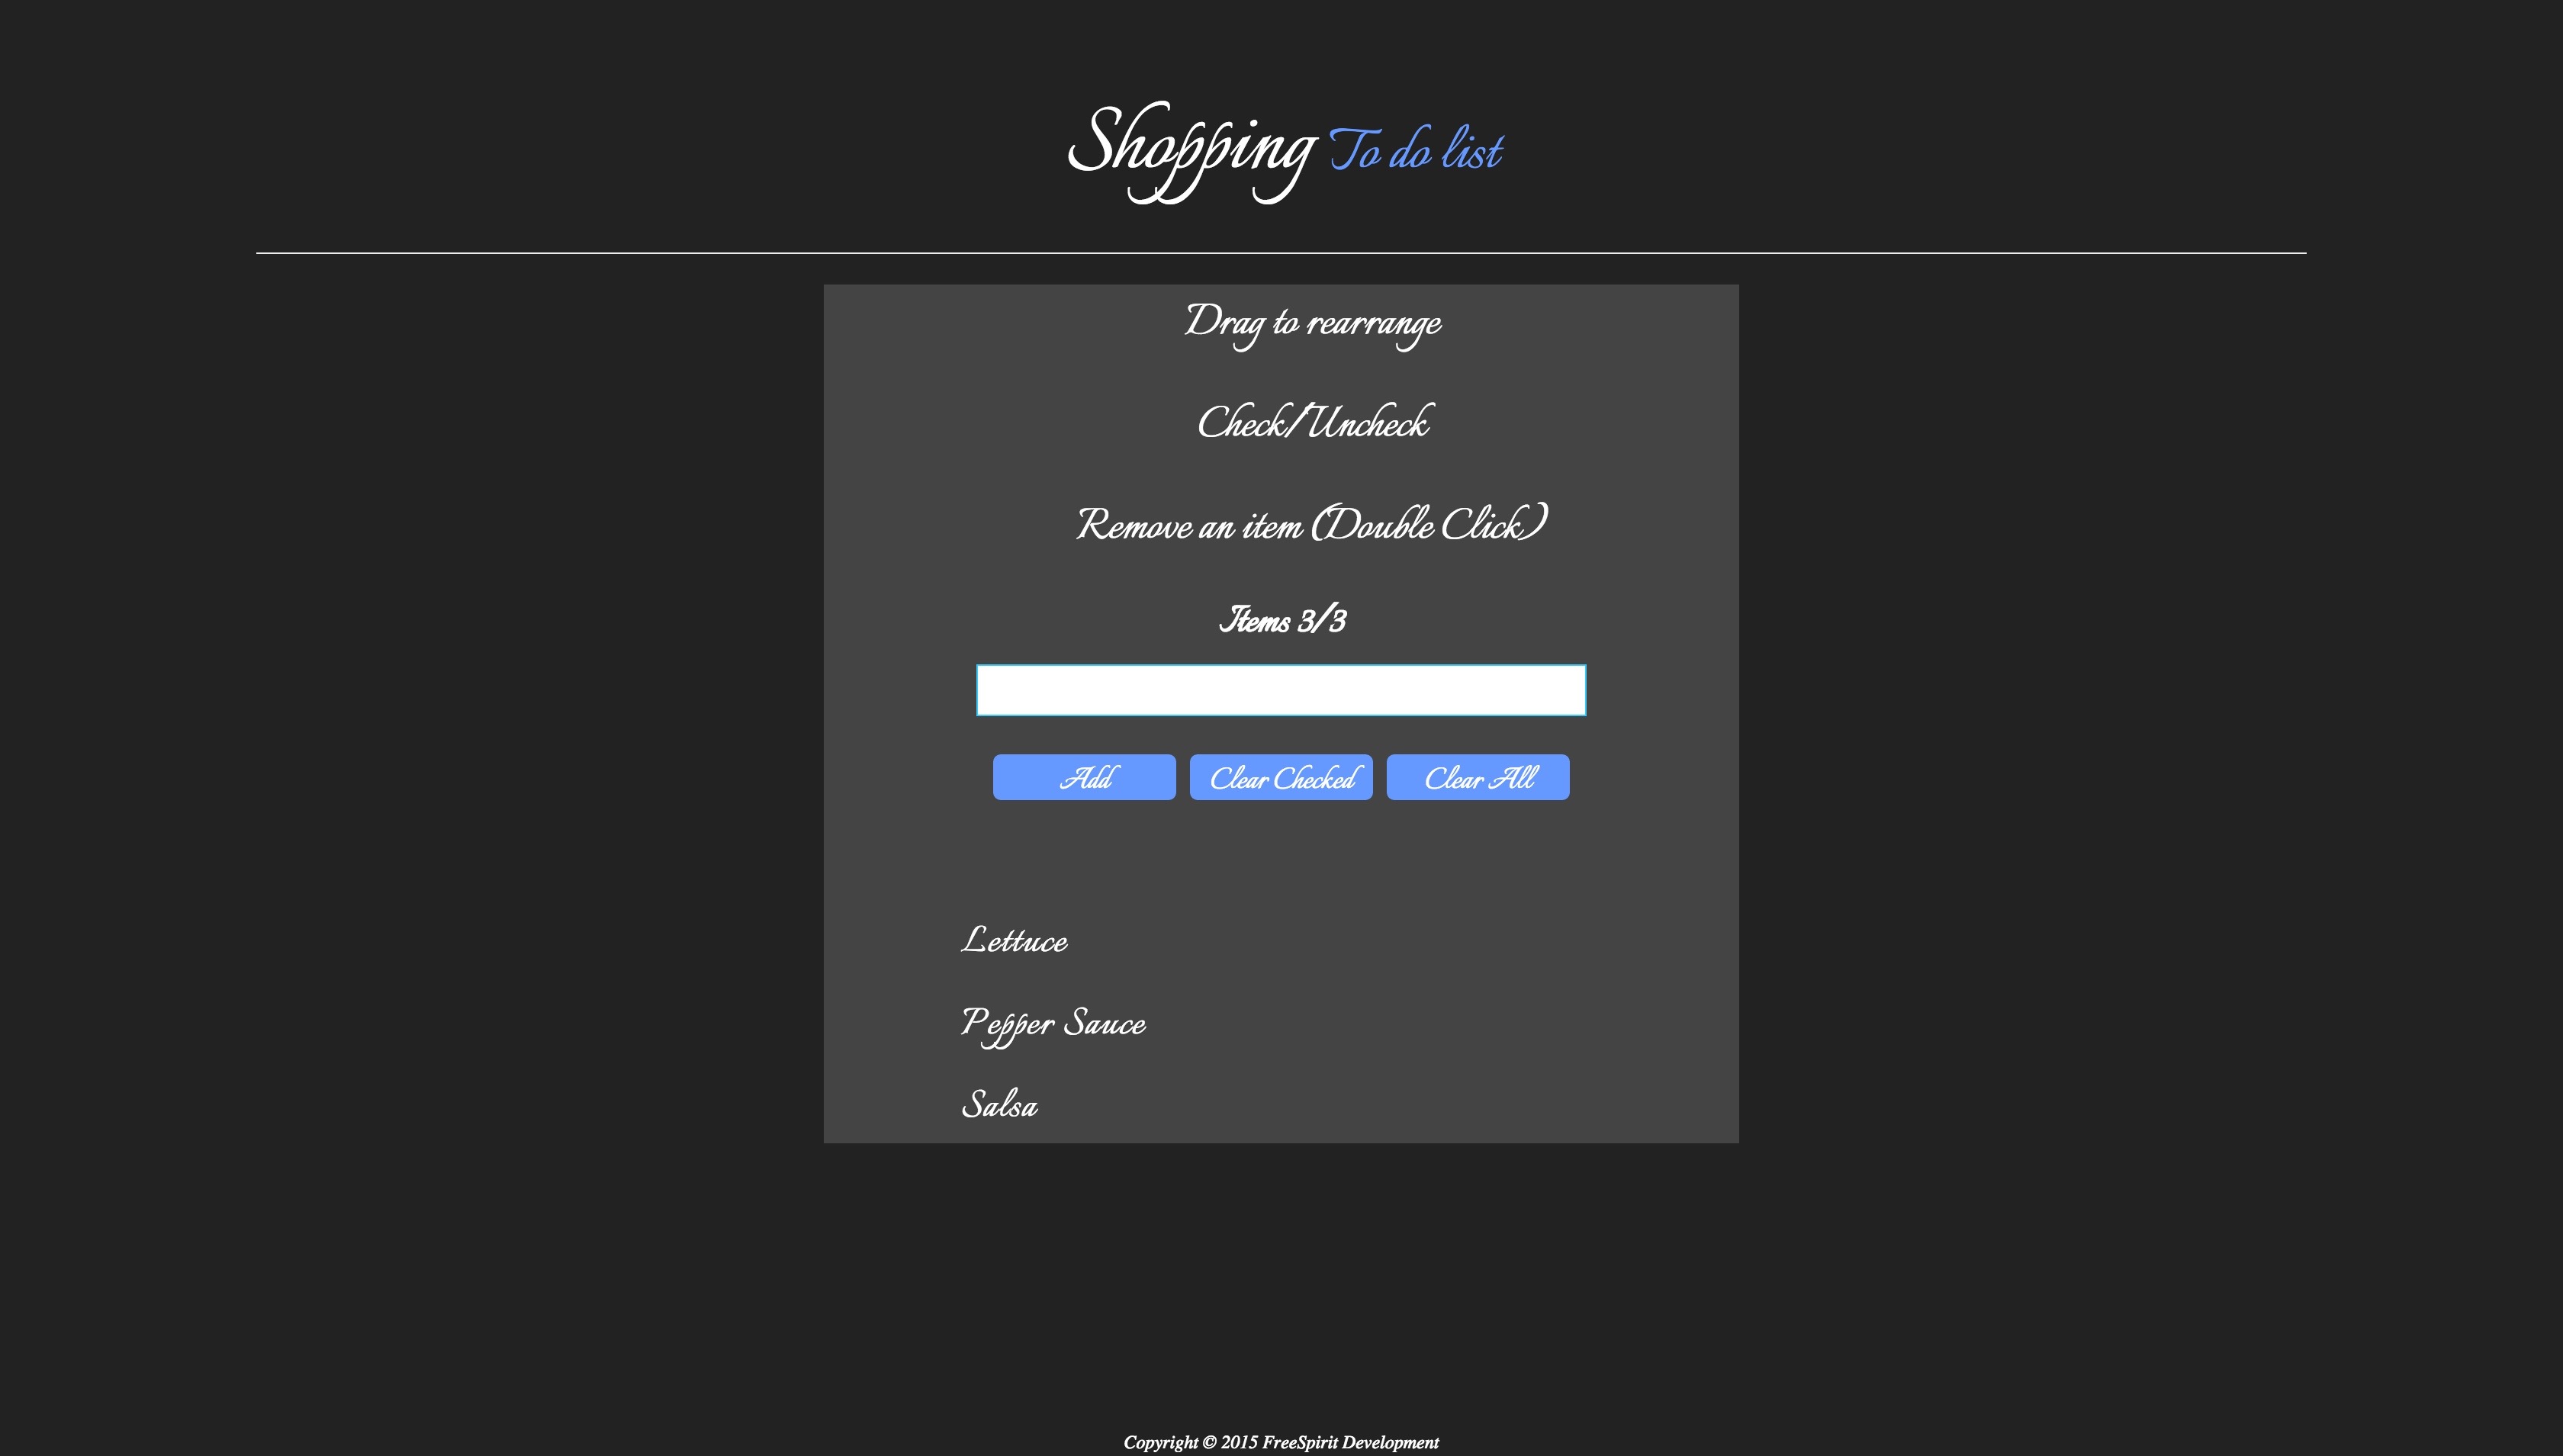 Shopping To do list
Drag to rearrange
Check/Uncheck
Remove an item (Double Click)
Items 3/3
Add Clear Checked Clear All
Lettuce
Pepper Sauce
Salsa
Copyright © 2015 FreeSpirit Development